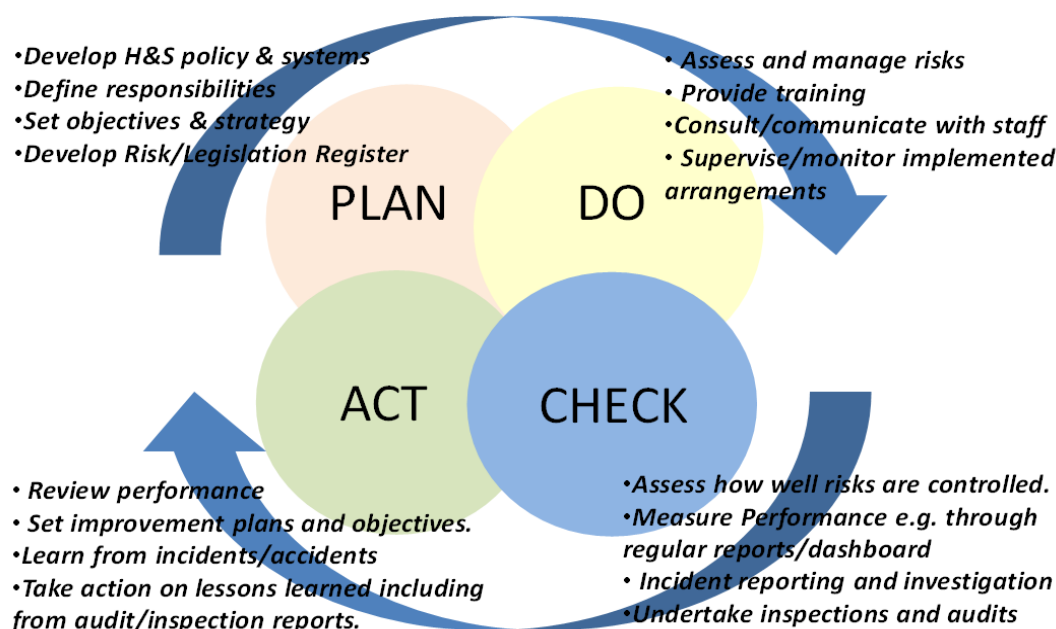 •Develop H&S policy & systems
•Define responsibilities
•Set objectives & strategy
•Develop Risk/Legislation Register
• Assess and manage risks
• Provide training
•Consult/communicate with staff
• Supervise/monitor implemented
arrangements
PLAN
DO
ACT
CHECK
• Review performance
• Set improvement plans and objectives.
•Learn from incidents/accidents
•Take action on lessons learned including
from audit/inspection reports.
•Assess how well risks are controlled.
•Measure Performance e.g. through
regular reports/dashboard
• Incident reporting and investigation
•Undertake inspections and audits